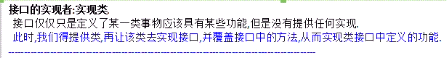 接口的实现者:实现类.
接口仅仅只是定义了某一类事物应该具有某些功能,但是没有提供任何实现.
此时,我们得提供类,再让该类去实现接口,并覆盖接口中的方法,从而实现类接口中定义的功能.
------------------------------------------------------------------------------